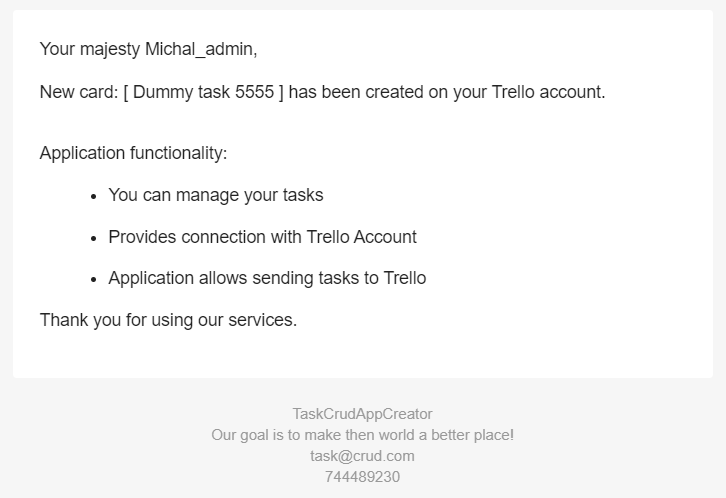 Your majesty Michal_admin,
New card: [ Dummy task 5555 ] has been created on your Trello account.
Application functionality:
• You can manage your tasks
• Provides connection with Trello Account
• Application allows sending tasks to Trello
Thank you for using our services.
TaskCrudAppCreator
Our goal is to make then world a better place!
task@crud.com
744489230